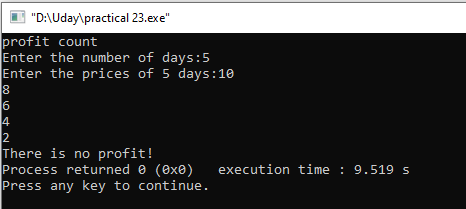 "D:\Uday\practical 23.exe"
profit count
Enter the number of days:5
Enter the prices of 5 days:10
8
6
4
2
There is no profit!
Process returned 0 (0x0)   execution time : 9.519 s
Press any key to continue.